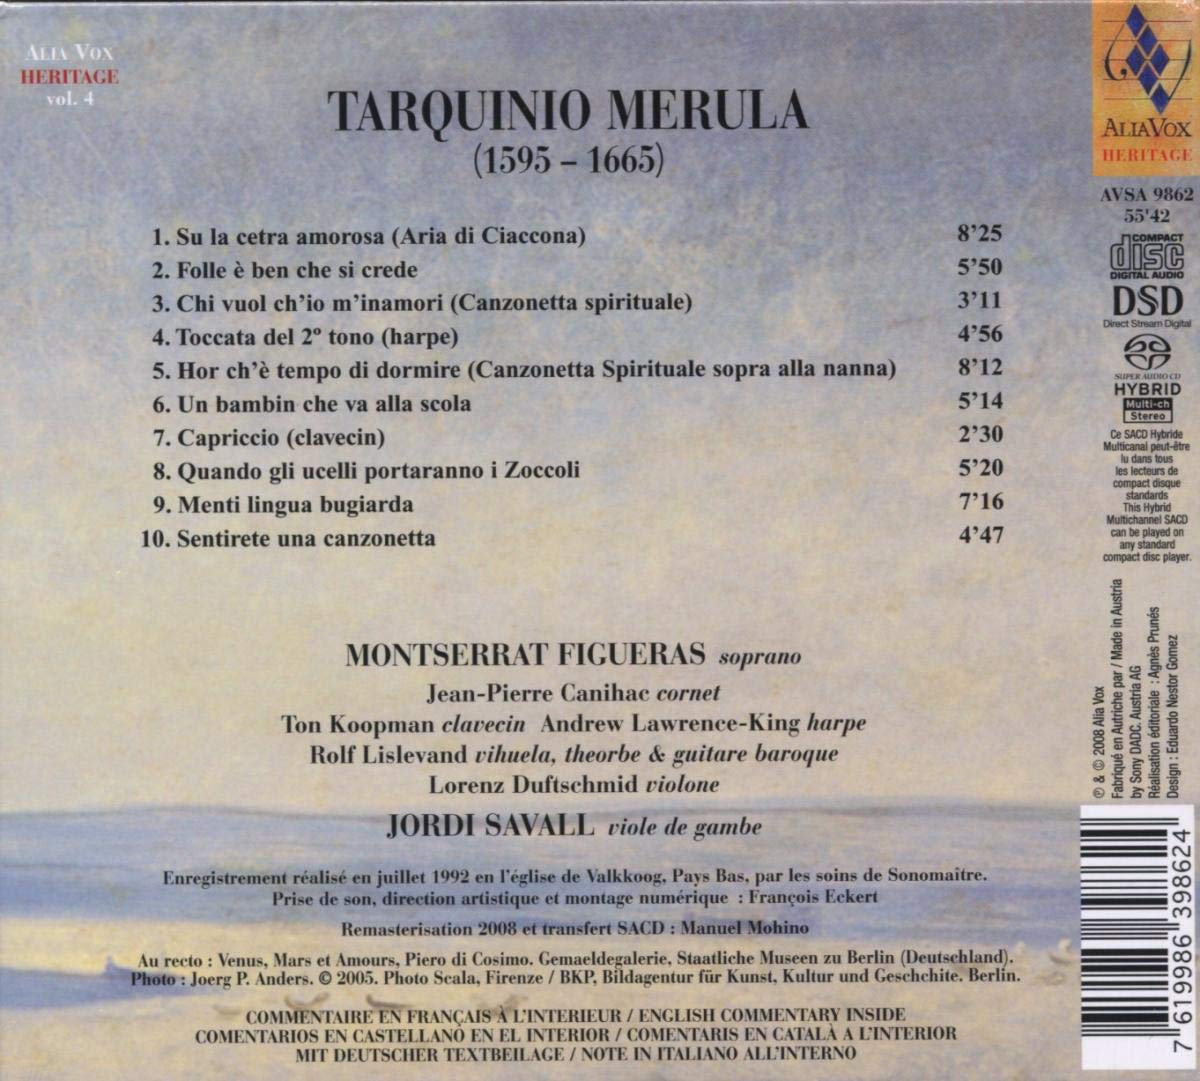 ALIA VOX
HERITAGE
vol. 4
TARQUINIO MERULA
(1595 – 1665)
1. Su la cetra amorosa (Aria di Ciaccona) 8’25
2. Folle è ben che si crede 5’50
3. Chi vuol ch’io m’inamori (Canzonetta spirituale) 3’11
4. Toccata del 2º tono (harpe) 4’56
5. Hor ch’è tempo di dormire (Canzonetta Spirituale sopra alla nanna) 8’12
6. Un bambin che va alla scola 5’14
7. Capriccio (clavecin) 2’30
8. Quando gli ucelli portaranno i Zoccoli 5’20
9. Menti lingua bugiarda 7’16
10. Sentirete una canzonetta 4’47
MONTSERRAT FIGUERAS soprano
Jean-Pierre Canihac cornet
Ton Koopman clavecin Andrew Lawrence-King harpe
Rolf Lislevand vihuela, theorbe & guitare baroque
Lorenz Duftschmid violone
JORDI SAVALL viole de gambe
Enregistrement réalisé en juillet 1992 en l’église de Valkkoog, Pays Bas, par les soins de Sonomaître.
Prise de son, direction artistique et montage numérique : François Eckert
Remasterisation 2008 et transfert SACD : Manuel Mohino
Au recto : Venus, Mars et Amours, Piero di Cosimo. Gemaeldegalerie, Staatliche Museen zu Berlin (Deutschland).
Photo : Joerg P. Anders. © 2005. Photo Scala, Firenze / BKP, Bildagentur für Kunst, Kultur und Geschchite. Berlin.
COMMENTAIRE EN FRANÇAIS À L’INTERIEUR / ENGLISH COMMENTARY INSIDE
COMENTARIOS EN CASTELLANO EN EL INTERIOR / COMENTARIS EN CATALÀ A L’INTERIOR
MIT DEUTSCHER TEXTBEILAGE / NOTE IN ITALIANO ALL’INTERNO
ALIAVOX
HERITAGE
AVSA 9862
55'42
COMPACT
disc
DIGITAL AUDIO
DSD
Direct Stream Digital
SUPER AUDIO CD
HYBRID
Multi-ch
Stereo
Ce SACD Hybride
Multicanal peut-être
lu dans tous
les lecteurs de
compact disque
standards
This Hybrid
Multichannel SACD
can be played on
any standard
compact disc player.
℗ & © 2008 Alia Vox
Fabriqué en Autriche par / Made in Austria
by Sony DADC. Austria AG
Réalisation éditoriale : Agnès Prunés
Design : Eduardo Nestor Gomez
7 619986 398624